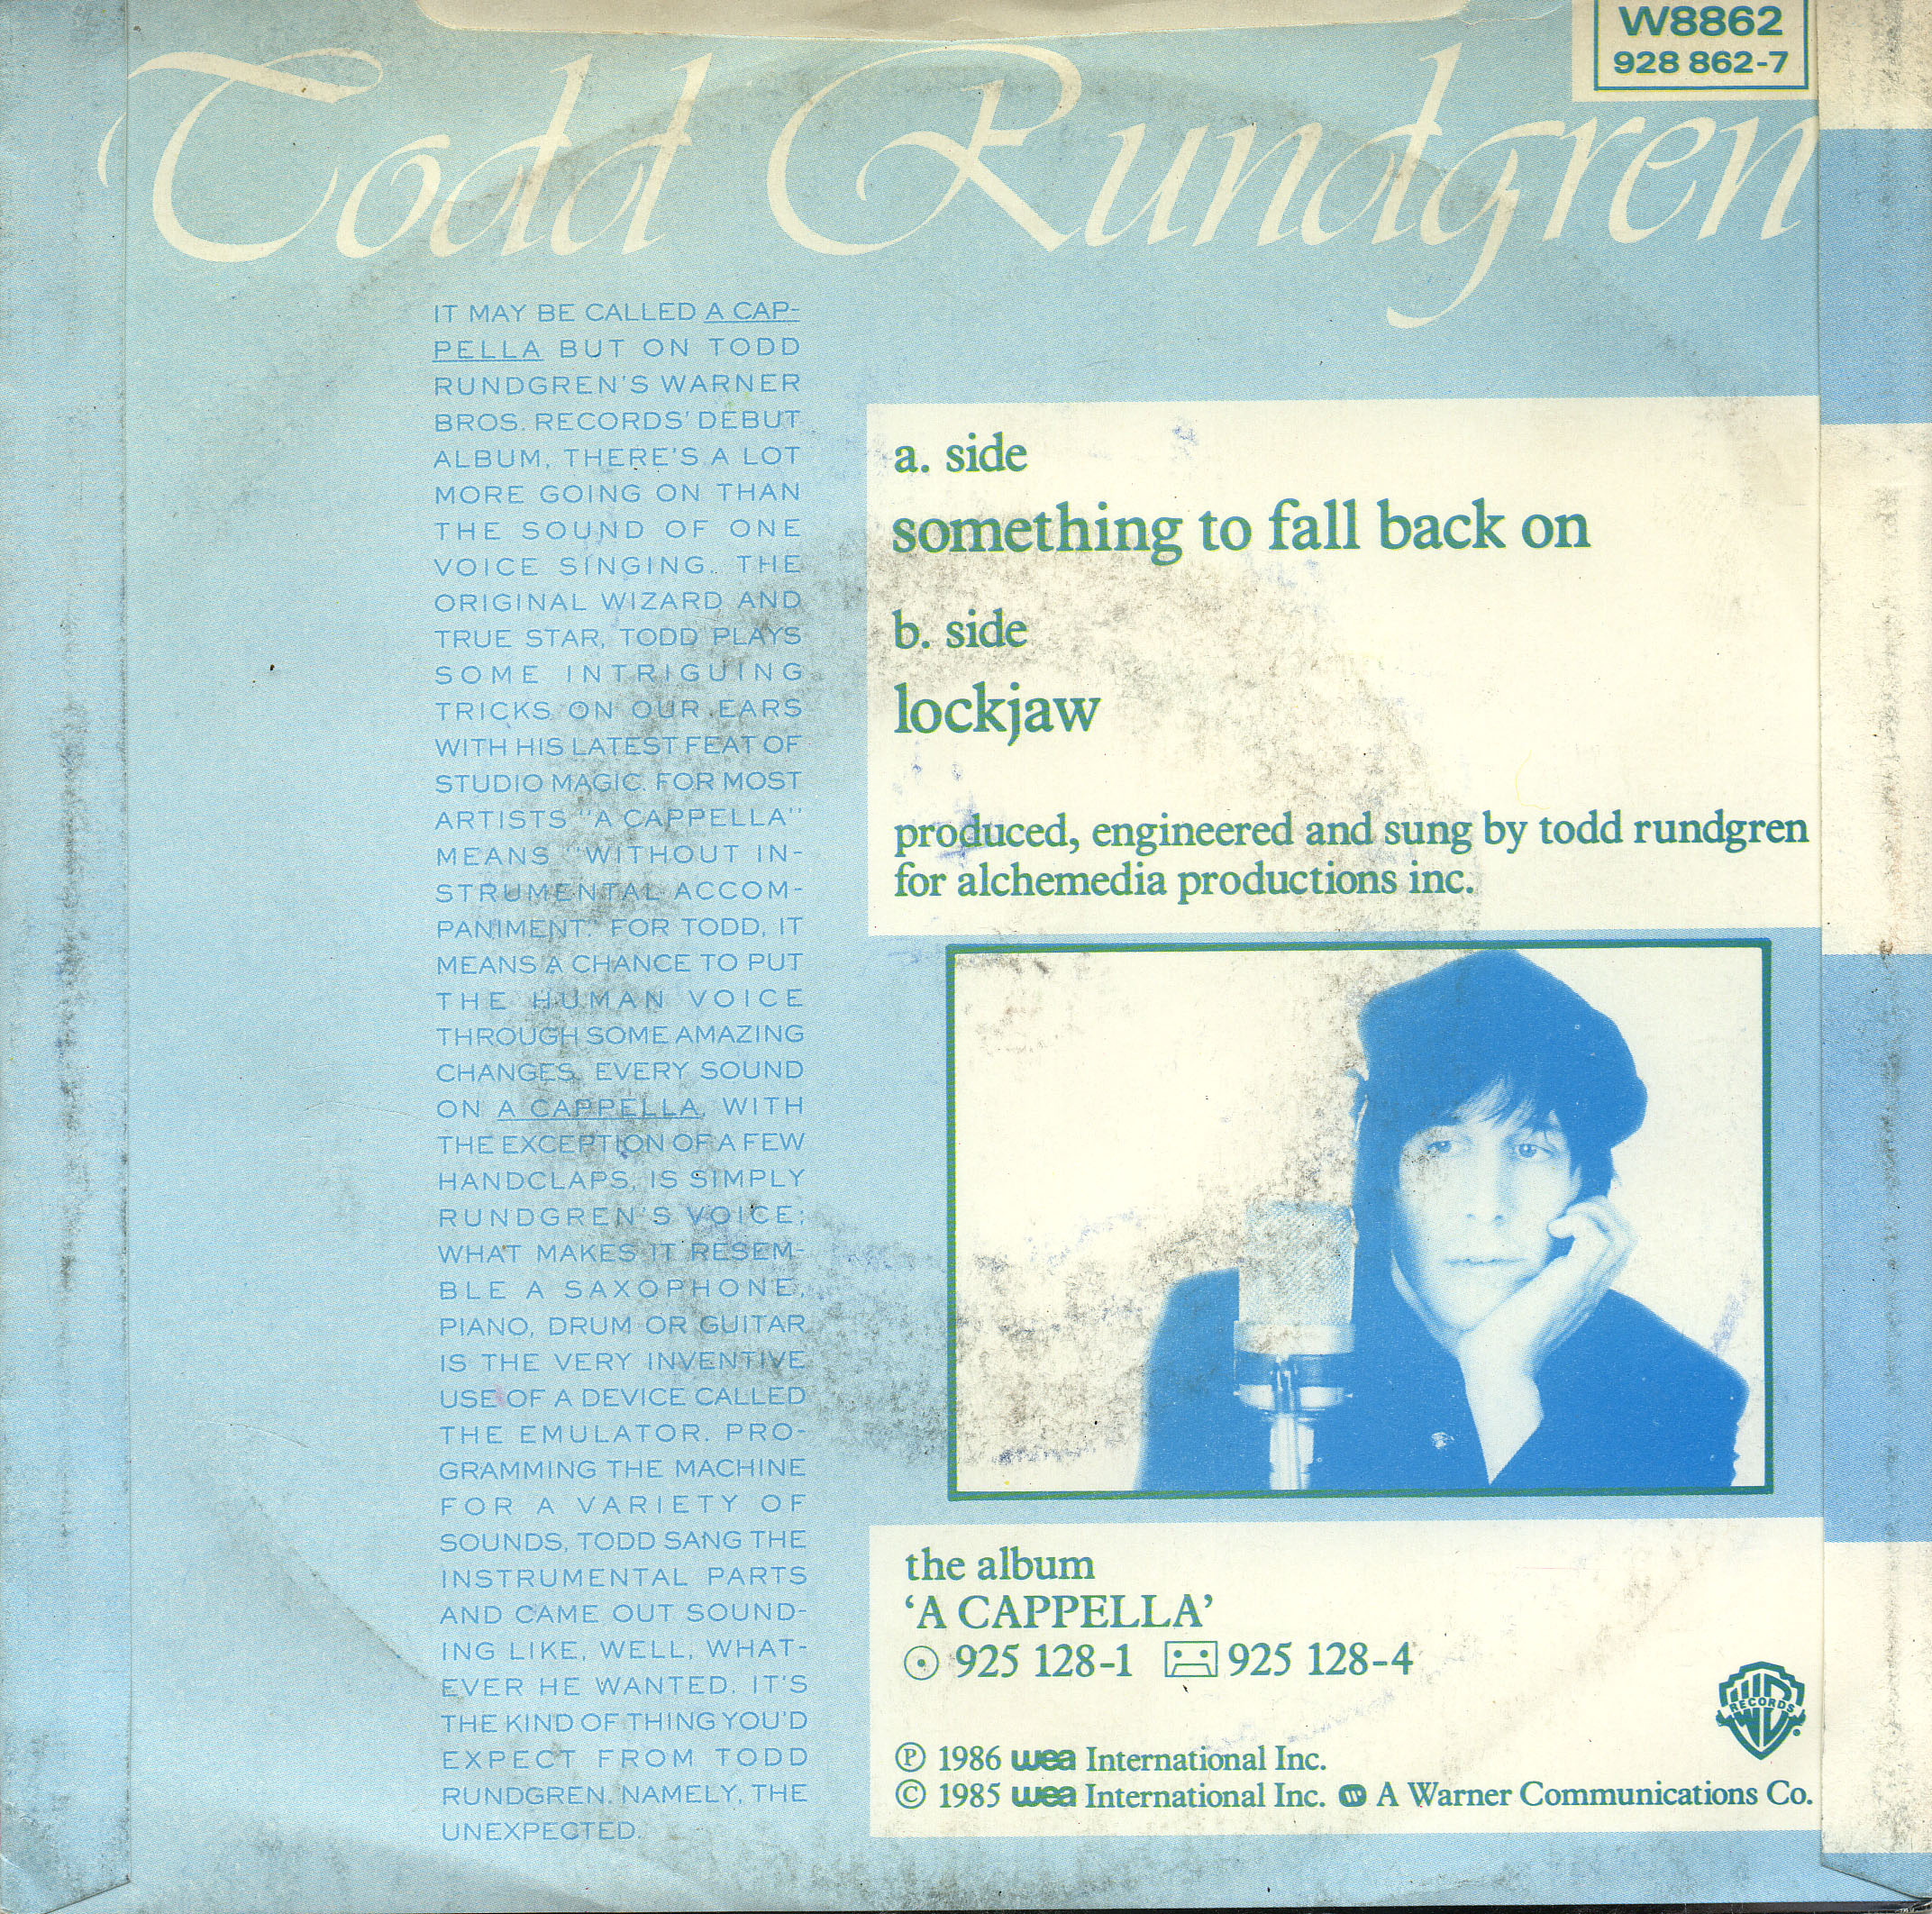 W8862
928 862-7
Todd Rundgren
IT MAY BE CALLED A CAP-
PELLA BUT ON TODD
RUNDGREN'S WARNER
BROS. RECORDS' DEBUT
ALBUM, THERE'S A LOT
MORE GOING ON THAN
THE SOUND OF ONE
VOICE SINGING. THE
ORIGINAL WIZARD AND
TRUE STAR, TODD PLAYS
SOME INTRIGUING
TRICKS ON OUR EARS
WITH HIS LATEST FEAT OF
STUDIO MAGIC. FOR MOST
ARTISTS "A CAPPELLA"
MEANS "WITHOUT IN-
STRUMENTAL ACCOM-
PANIMENT." FOR TODD, IT
MEANS A CHANCE TO PUT
THE HUMAN VOICE
THROUGH SOME AMAZING
CHANGES. EVERY SOUND
ON A CAPPELLA, WITH
THE EXCEPTION OF A FEW
HANDCLAPS, IS SIMPLY
RUNDGREN'S VOICE;
WHAT MAKES IT RESEM-
BLE A SAXOPHONE,
PIANO, DRUM OR GUITAR
IS THE VERY INVENTIVE
USE OF A DEVICE CALLED
THE EMULATOR. PRO-
GRAMMING THE MACHINE
FOR A VARIETY OF
SOUNDS, TODD SANG THE
INSTRUMENTAL PARTS
AND CAME OUT SOUND-
ING LIKE, WELL, WHAT-
EVER HE WANTED. IT'S
THE KIND OF THING YOU'D
EXPECT FROM TODD
RUNDGREN. NAMELY, THE
UNEXPECTED.
a. side
something to fall back on
b. side
lockjaw
produced, engineered and sung by todd rundgren
for alchemedia productions inc.
the album
‘A CAPPELLA’
925 128-1 925 128-4
WB RECORDS
℗ 1986 wea International Inc.
© 1985 wea International Inc. A Warner Communications Co.